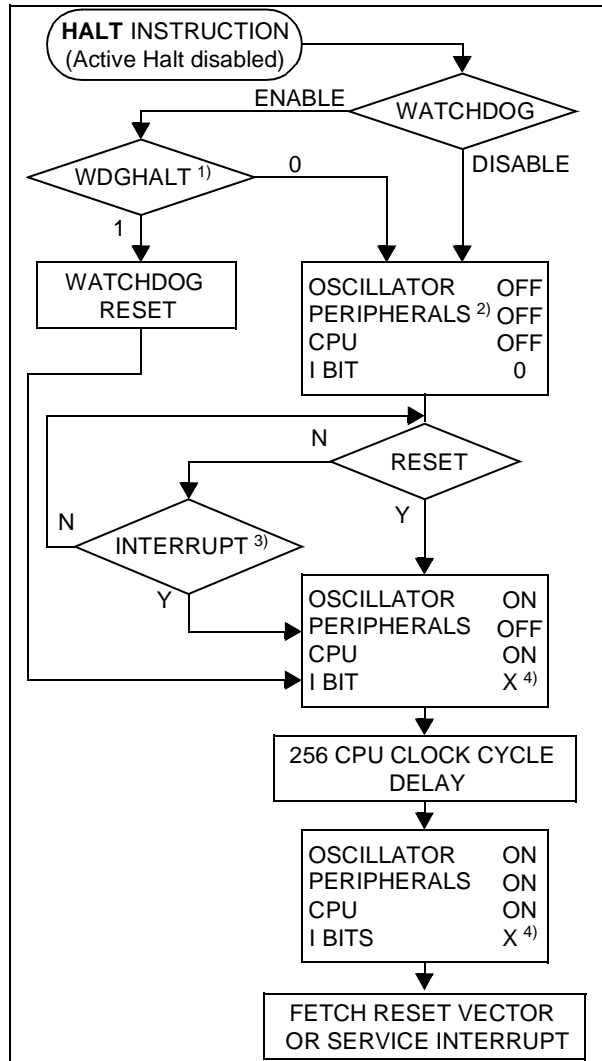 HALT INSTRUCTION
(Active Halt disabled)
ENABLE
WATCHDOG
WDGHALT 1)
0
DISABLE
1
WATCHDOG
RESET
OSCILLATOR OFF
PERIPHERALS 2) OFF
CPU OFF
I BIT 0
N
RESET
N
Y
INTERRUPT 3)
Y
OSCILLATOR ON
PERIPHERALS OFF
CPU ON
I BIT X 4)
256 CPU CLOCK CYCLE
DELAY
OSCILLATOR ON
PERIPHERALS ON
CPU ON
I BITS X 4)
FETCH RESET VECTOR
OR SERVICE INTERRUPT